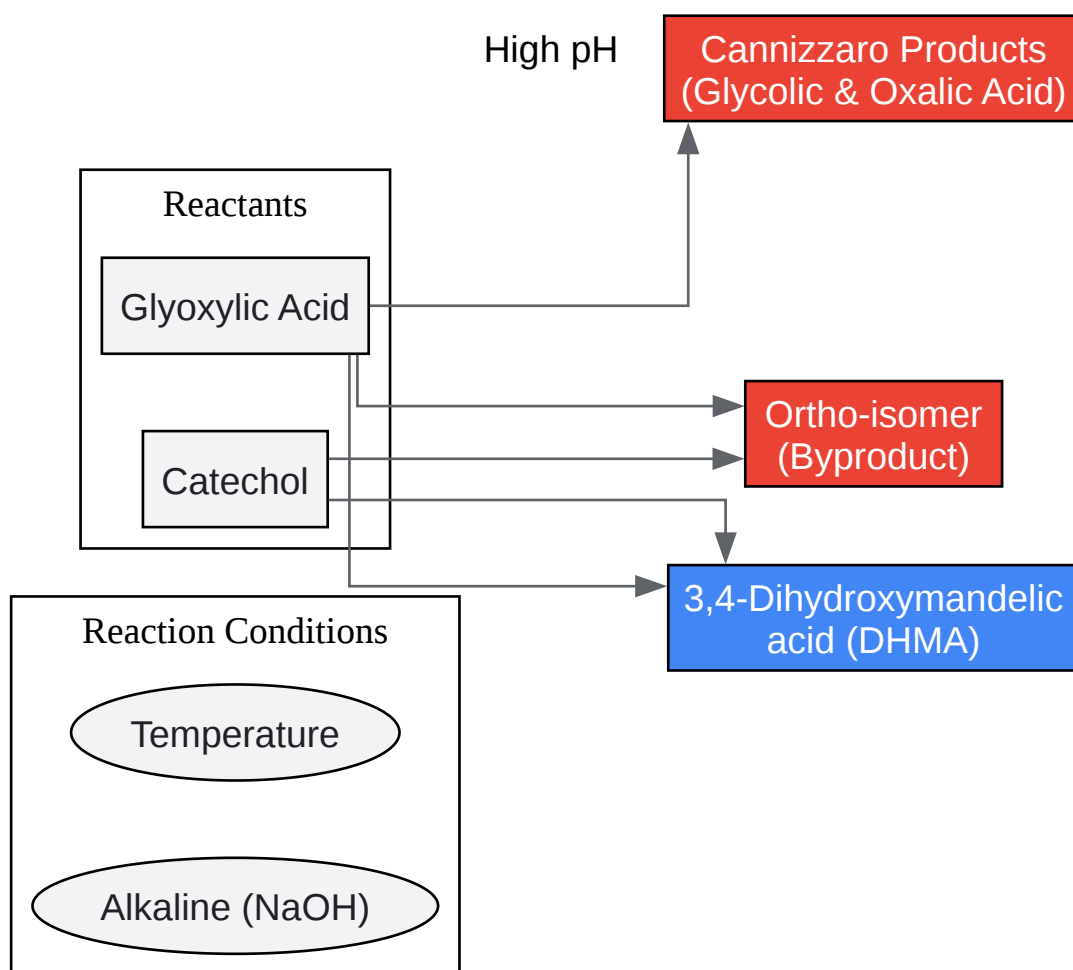 High pH
Cannizzaro Products
(Glycolic & Oxalic Acid)
Reactants
Glyoxylic Acid
Catechol
Ortho-isomer
(Byproduct)
3,4-Dihydroxymandelic
acid (DHMA)
Reaction Conditions
Temperature
Alkaline (NaOH)